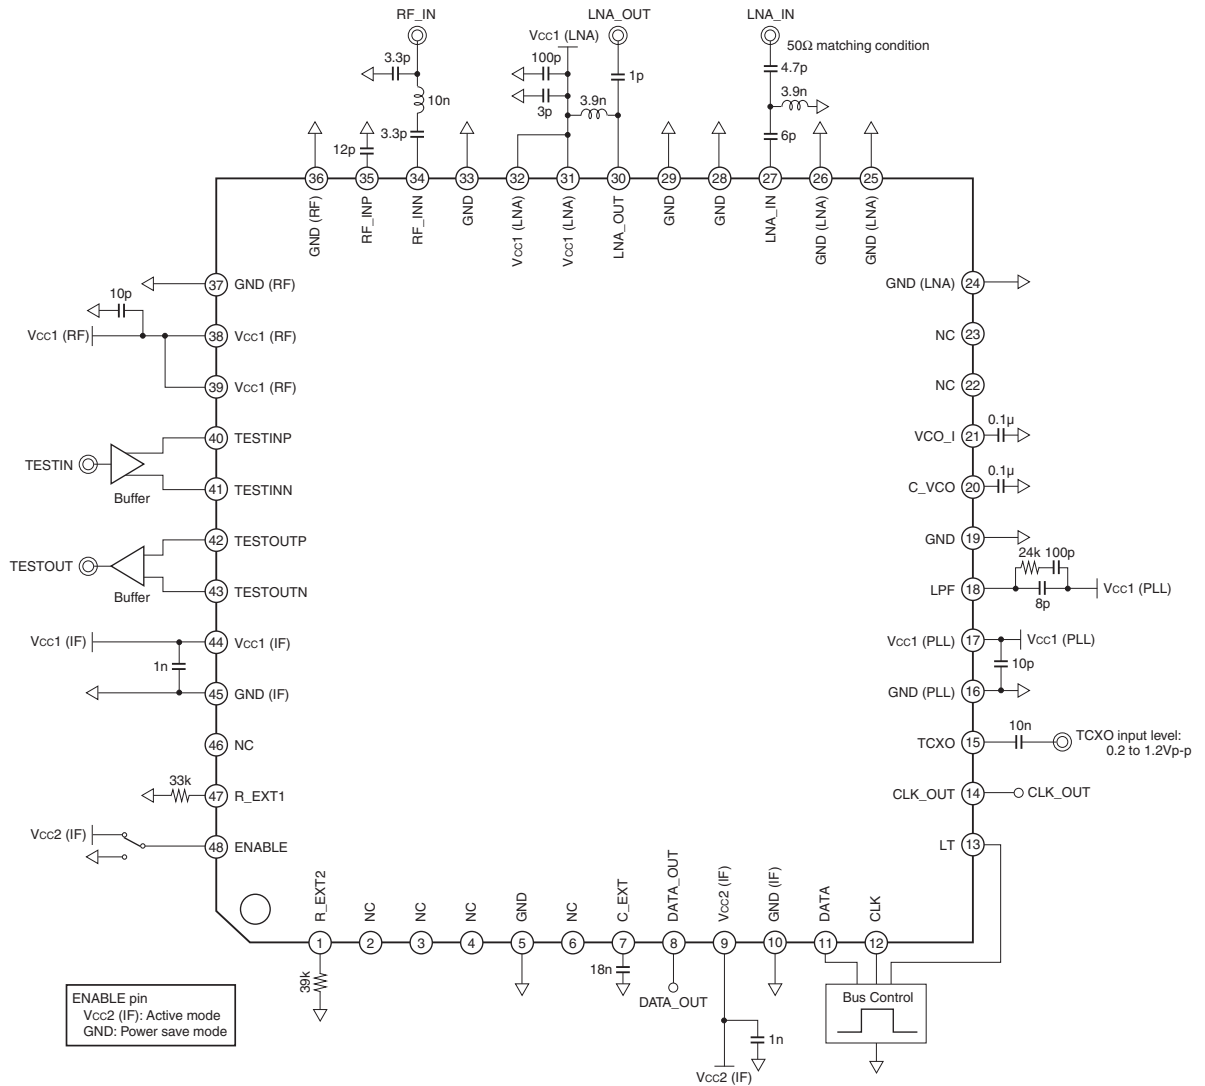 RF_IN
LNA_OUT
LNA_IN
Vcc1 (LNA)
50Ω matching condition
3.3p
100p
1p
4.7p
10n
3.9n
3.9n
3p
3.3p
12p
6p
36
35
34
33
32
31
30
29
28
27
26
25
GND (RF)
RF_INP
RF_INN
GND
Vcc1 (LNA)
Vcc1 (LNA)
LNA_OUT
GND
GND
LNA_IN
GND (LNA)
GND (LNA)
37 GND (RF)
10p
Vcc1 (RF)
38 Vcc1 (RF)
39 Vcc1 (RF)
40 TESTINP
TESTIN
Buffer
41 TESTINN
42 TESTOUTP
TESTOUT
Buffer
43 TESTOUTN
Vcc1 (IF)
44 Vcc1 (IF)
1n
45 GND (IF)
46 NC
33k
47 R_EXT1
Vcc2 (IF)
48 ENABLE
GND (LNA) 24
NC 23
NC 22
VCO_I 21
0.1µ
C_VCO 20
0.1µ
GND 19
24k 100p
LPF 18
8p
Vcc1 (PLL)
Vcc1 (PLL) 17
Vcc1 (PLL)
10p
GND (PLL) 16
TCXO 15
10n
TCXO input level:
0.2 to 1.2Vp-p
CLK_OUT 14
CLK_OUT
LT 13
R_EXT2
NC
NC
NC
GND
NC
C_EXT
DATA_OUT
Vcc2 (IF)
GND (IF)
DATA
CLK
1
2
3
4
5
6
7
8
9
10
11
12
39k
18n
DATA_OUT
1n
Vcc2 (IF)
Bus Control
ENABLE pin
Vcc2 (IF): Active mode
GND: Power save mode